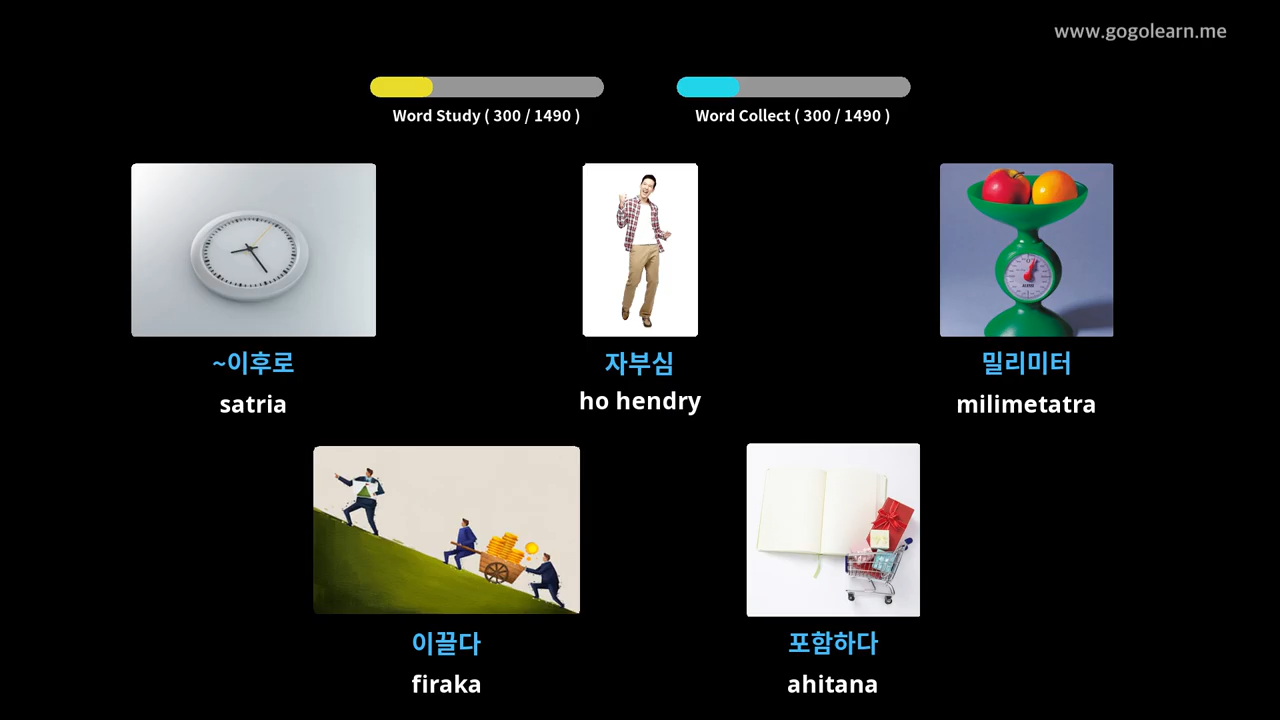 www.gogolearn.me
Word Study ( 300 / 1490 )
Word Collect ( 300 / 1490 )
~이후로
satria
자부심
ho hendry
밀리미터
milimetatra
이끌다
firaka
포함하다
ahitana